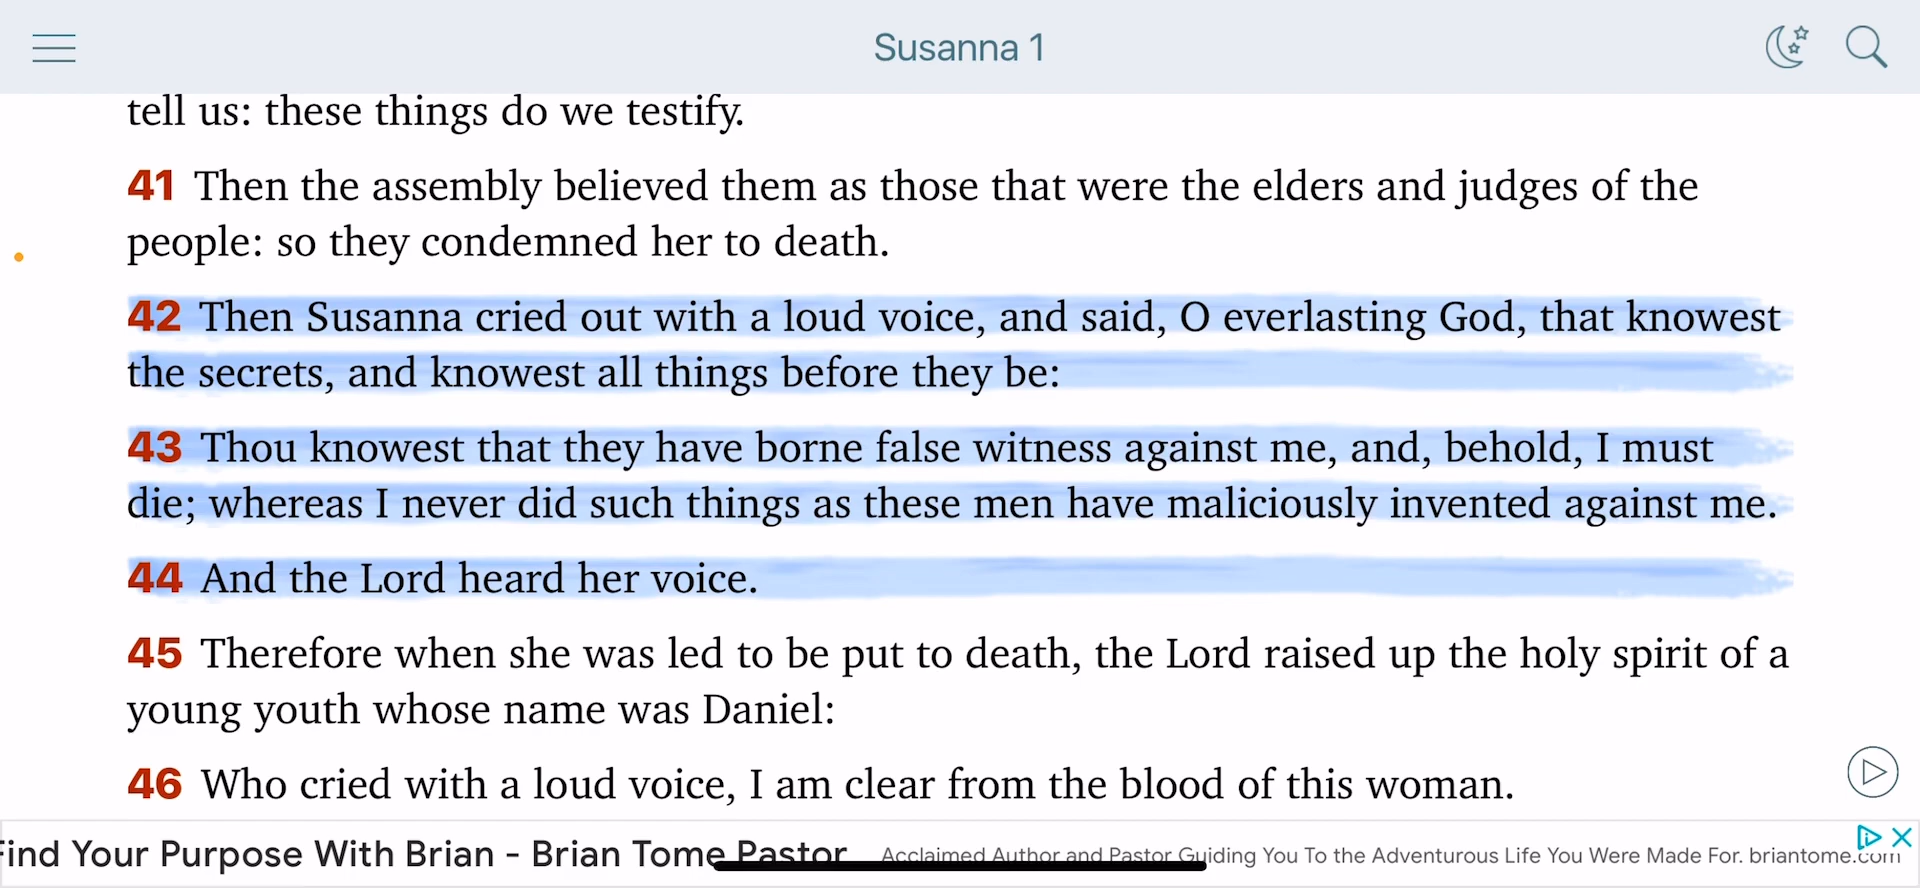 Susanna 1
tell us: these things do we testify.
41 Then the assembly believed them as those that were the elders and judges of the
people: so they condemned her to death.
42 Then Susanna cried out with a loud voice, and said, O everlasting God, that knowest
the secrets, and knowest all things before they be:
43 Thou knowest that they have borne false witness against me, and, behold, I must
die; whereas I never did such things as these men have maliciously invented against me.
44 And the Lord heard her voice.
45 Therefore when she was led to be put to death, the Lord raised up the holy spirit of a
young youth whose name was Daniel:
46 Who cried with a loud voice, I am clear from the blood of this woman.
Find Your Purpose With Brian - Brian Tome Pastor Acclaimed Author and Pastor Guiding You To the Adventurous Life You Were Made For. briantome.com